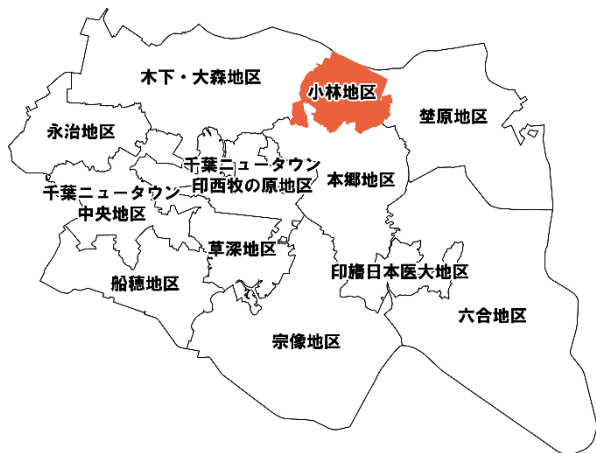 木下・大森地区
小林地区
埜原地区
永治地区
千葉ニュータウン
印西牧の原地区
本郷地区
千葉ニュータウン
中央地区
草深地区
印旛日本医大地区
船穂地区
六合地区
宗像地区